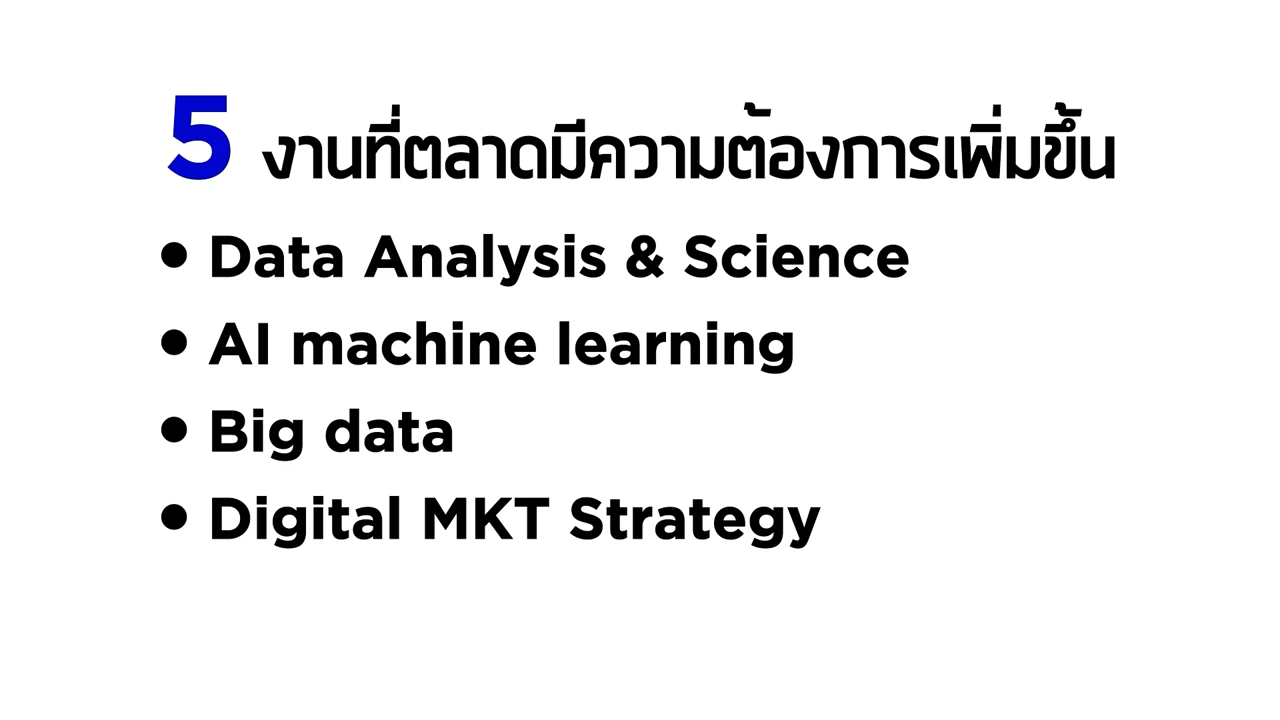 5 งานที่ตลาดมีความต้องการเพิ่มขึ้น
• Data Analysis & Science
• AI machine learning
• Big data
• Digital MKT Strategy